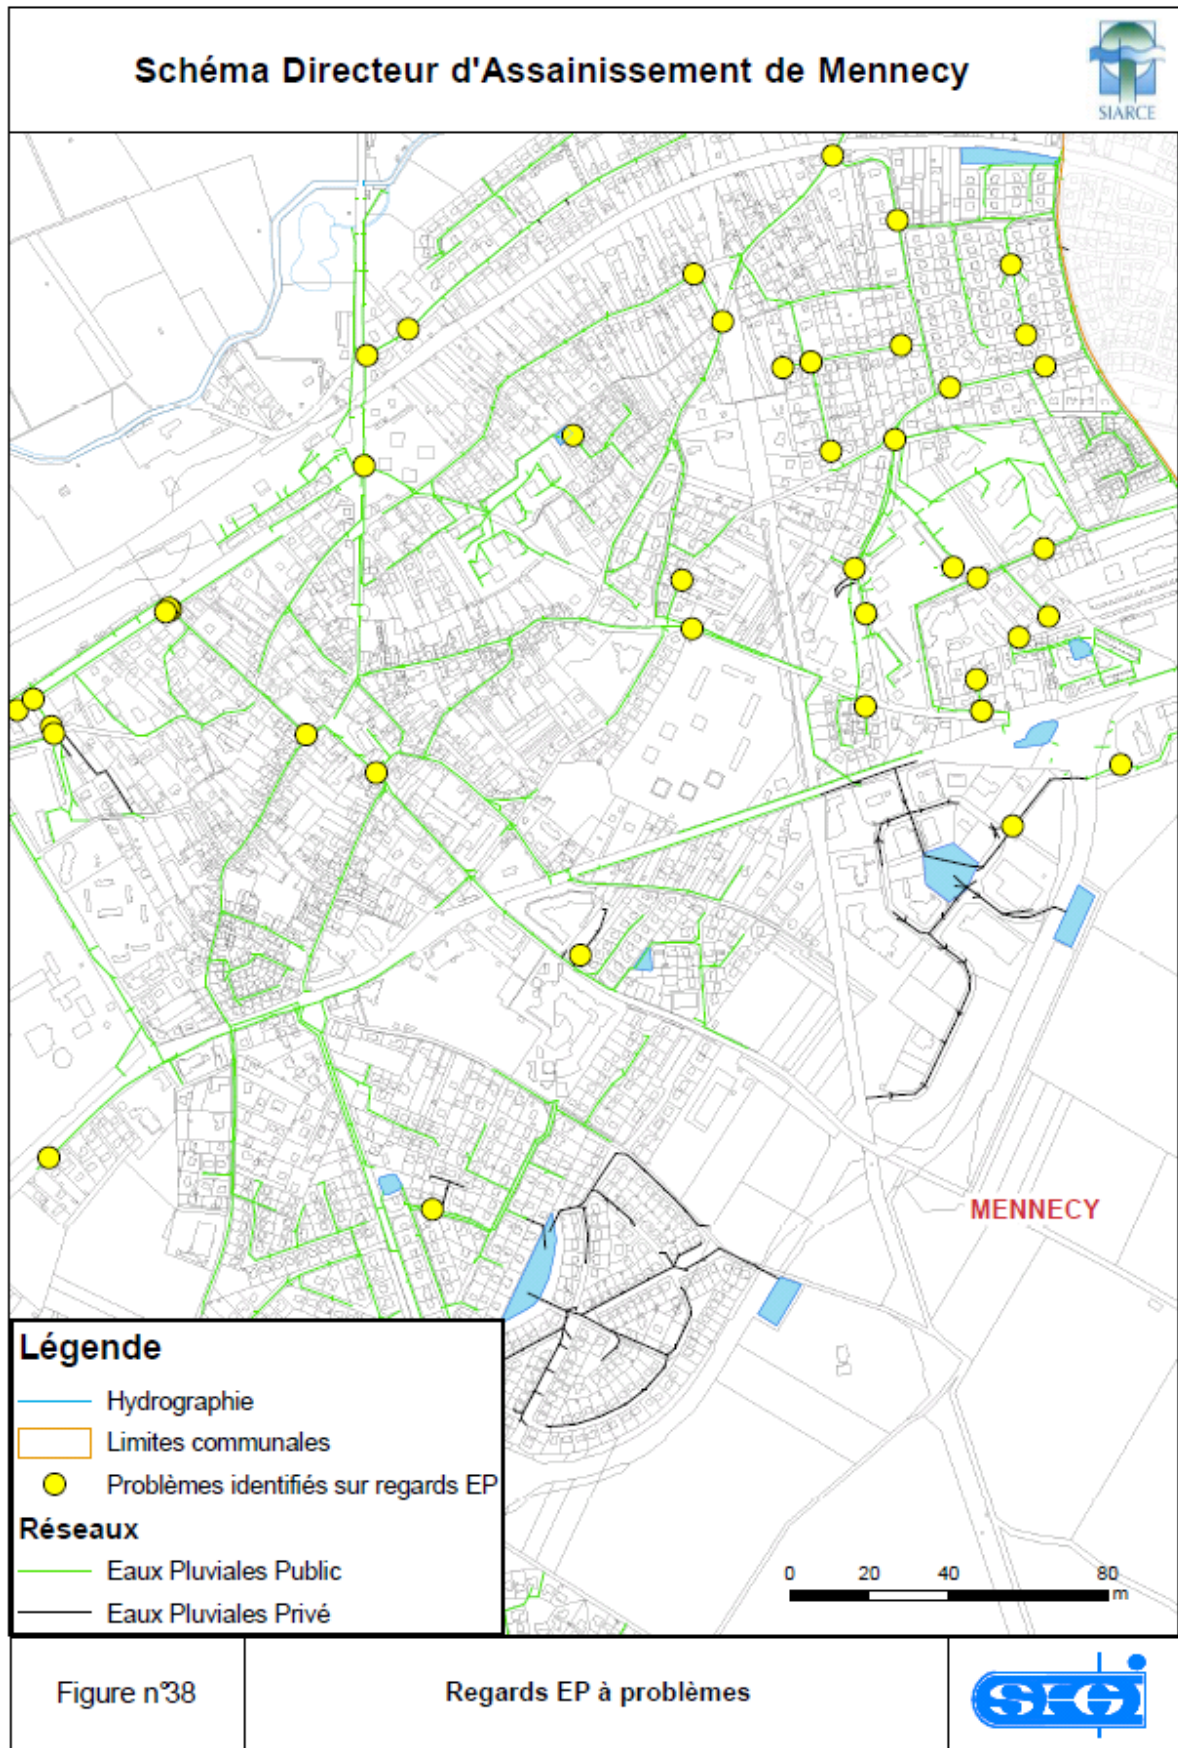 Schéma Directeur d'Assainissement de Mennecy
SIARCE
MENNECY
Légende
Hydrographie
Limites communales
Problèmes identifiés sur regards EP
Réseaux
Eaux Pluviales Public
Eaux Pluviales Privé
0 20 40 80
m
Figure n°38
Regards EP à problèmes
SFGI